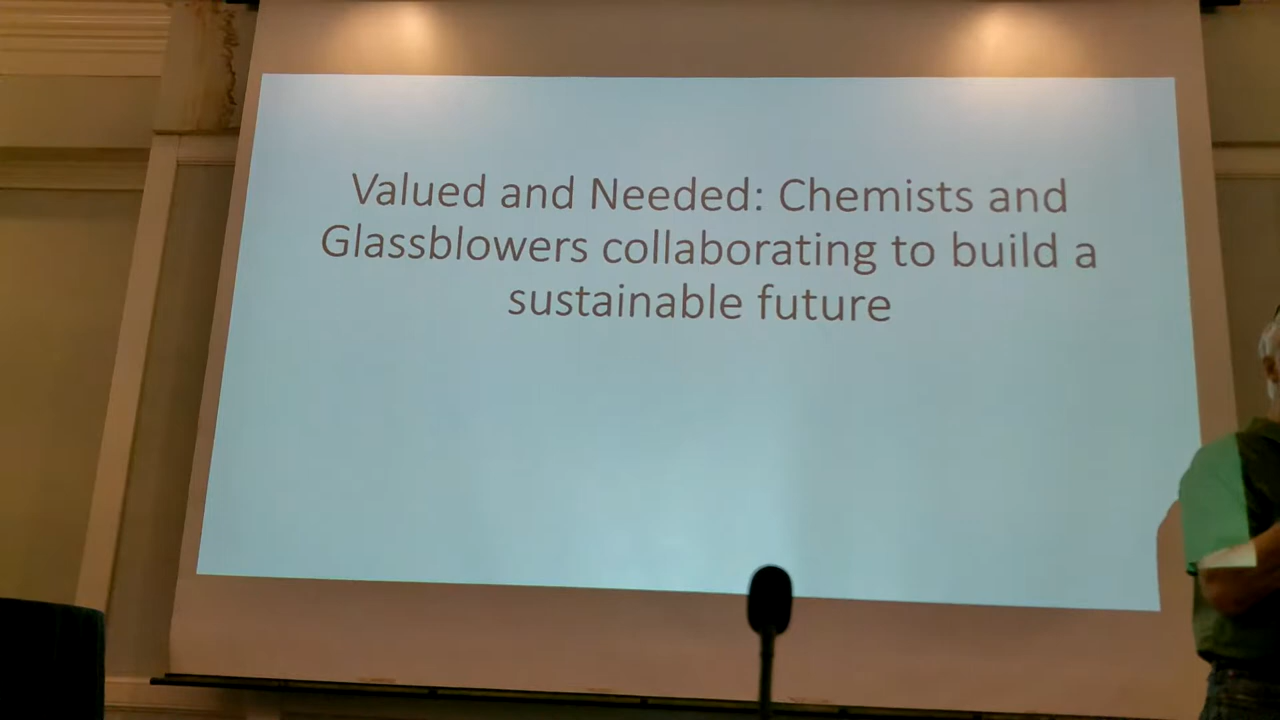 Valued and Needed: Chemists and
Glassblowers collaborating to build a
sustainable future